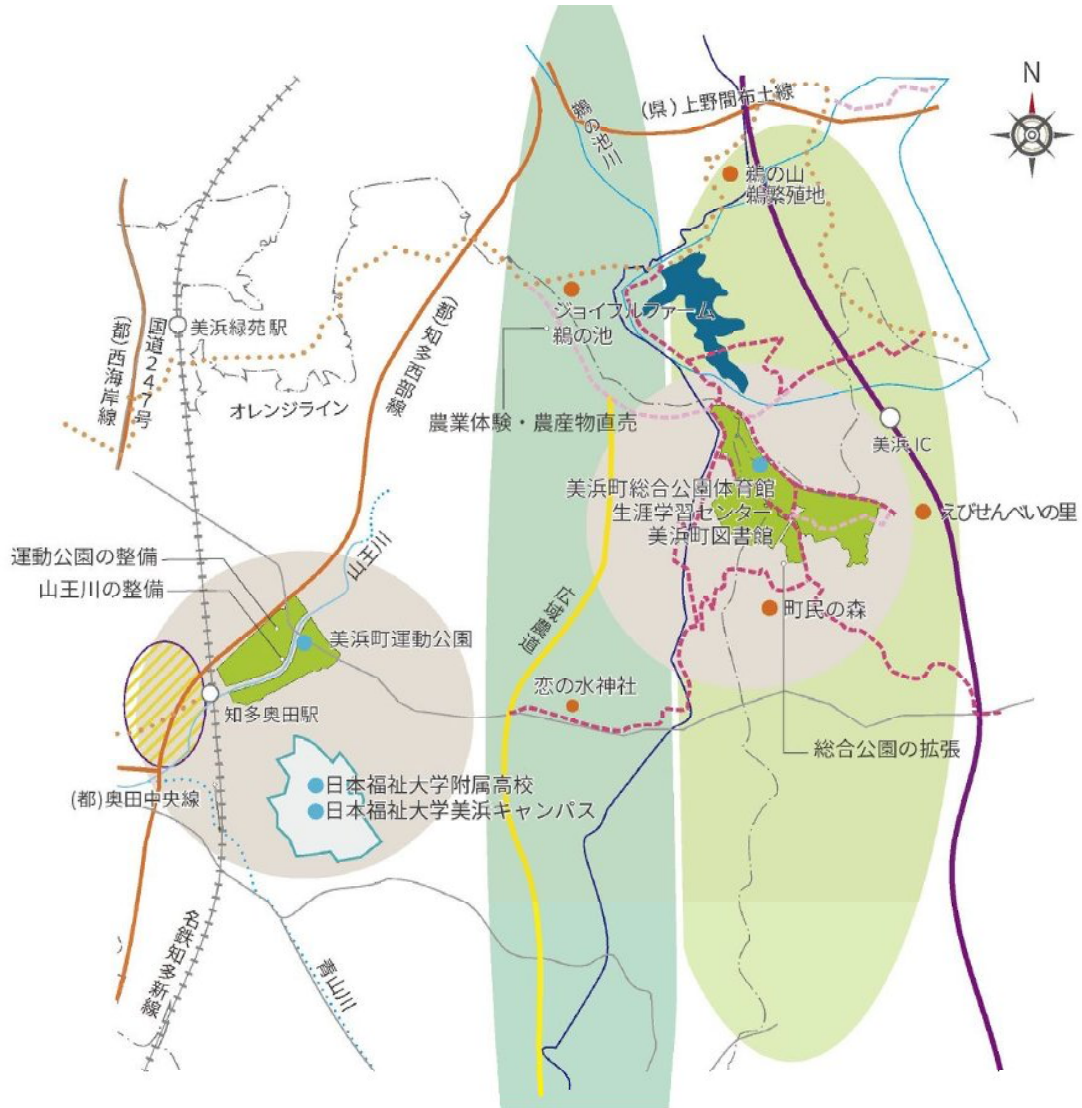 N
(県)上野間布土線
鵜の池川
鵜の山
鵜繁殖地
(都)西海岸線
国道247号
美浜緑苑駅
オレンジライン
(都)知多西部線
ジョイフルファーム
鵜の池
農業体験・農産物直売
美浜IC
美浜町総合公園体育館
生涯学習センター
美浜町図書館
えびせんべいの里
運動公園の整備
山王川の整備
山王川
美浜町運動公園
広域農道
町民の森
恋の水神社
知多奥田駅
総合公園の拡張
(都)奥田中央線
日本福祉大学附属高校
日本福祉大学美浜キャンパス
名鉄知多新線
青山川